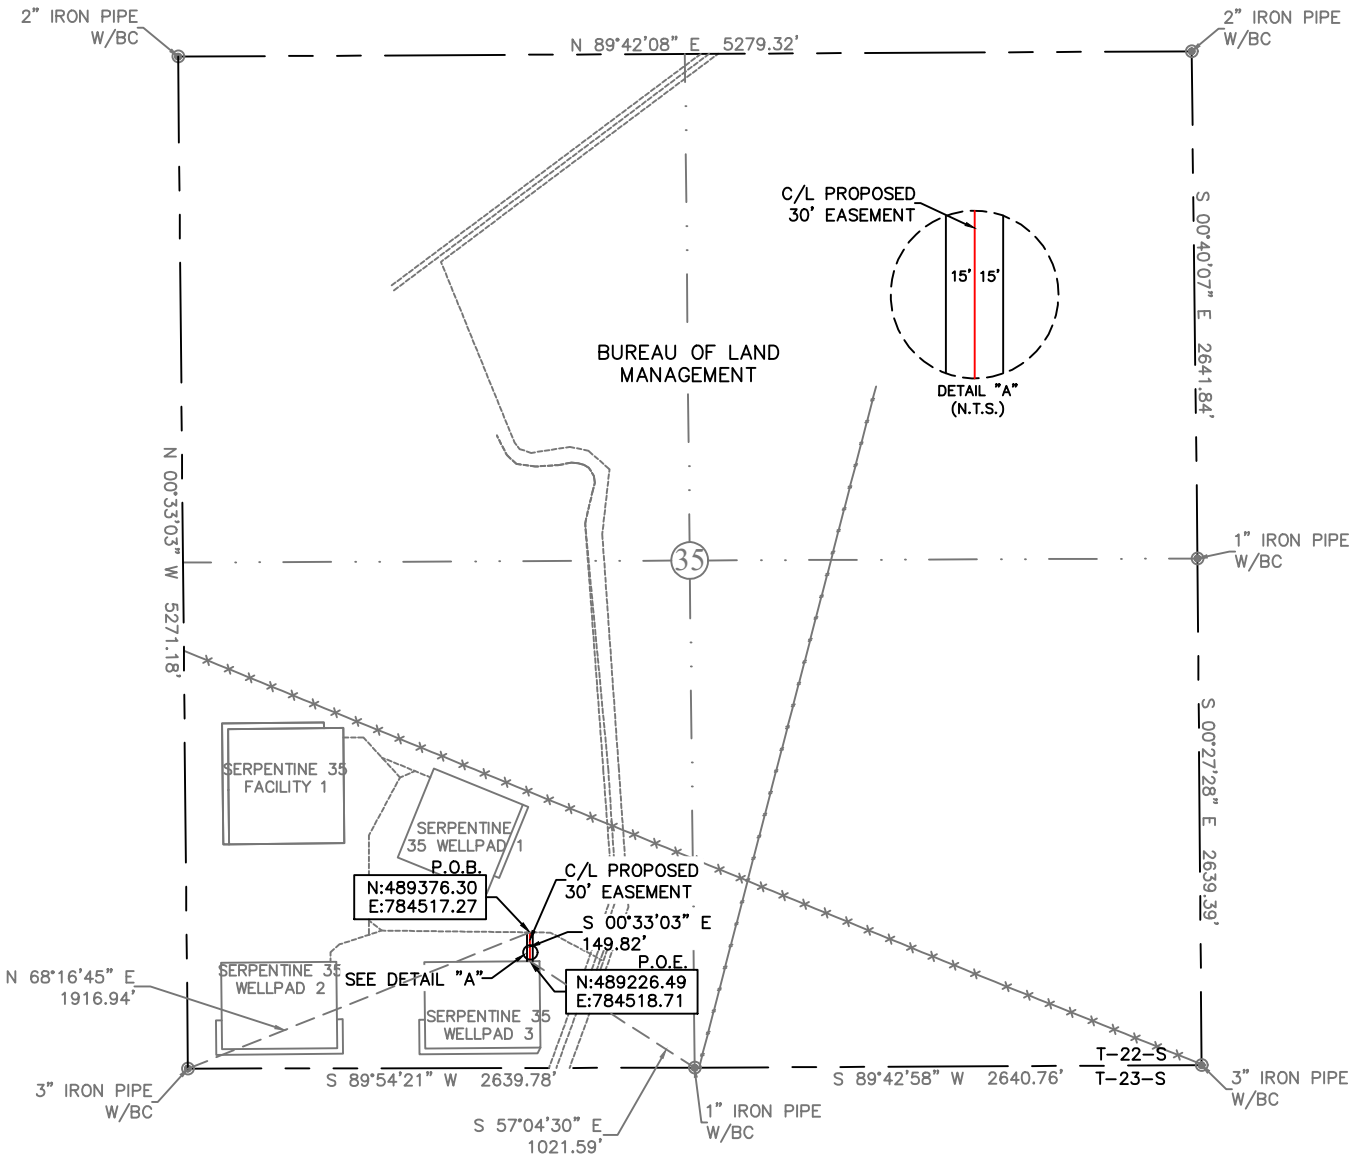 2" IRON PIPE
W/BC
N 89°42'08" E 5279.32'
2" IRON PIPE
W/BC
C/L PROPOSED
30' EASEMENT
15' 15'
DETAIL "A"
(N.T.S.)
S 00°40'07" E 2641.84'
BUREAU OF LAND
MANAGEMENT
N 00°33'03" W 5271.18'
35
1" IRON PIPE
W/BC
S 00°27'28" E 2639.39'
SERPENTINE 35
FACILITY 1
SERPENTINE
35 WELLPAD 1
P.O.B.
N:489376.30
E:784517.27
C/L PROPOSED
30' EASEMENT
S 00°33'03" E
149.82'
P.O.E.
N:489226.49
E:784518.71
SEE DETAIL "A"
N 68°16'45" E
1916.94'
SERPENTINE 35
WELLPAD 2
SERPENTINE 35
WELLPAD 3
T-22-S
T-23-S
S 89°54'21" W 2639.78'
S 89°42'58" W 2640.76'
3" IRON PIPE
W/BC
S 57°04'30" E
1021.59'
1" IRON PIPE
W/BC
3" IRON PIPE
W/BC